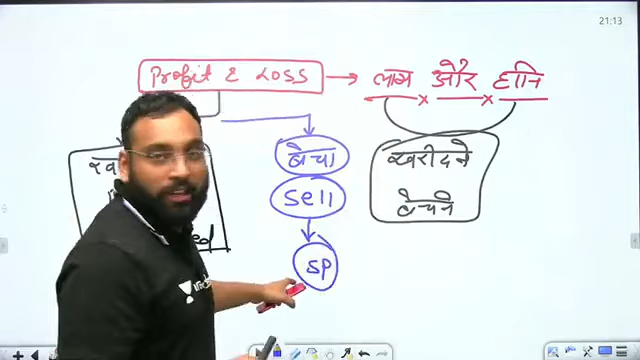 21:13
Profit & Loss → लाभ और हानि
बेचा
Sell
SP
खरीदने
बेचने